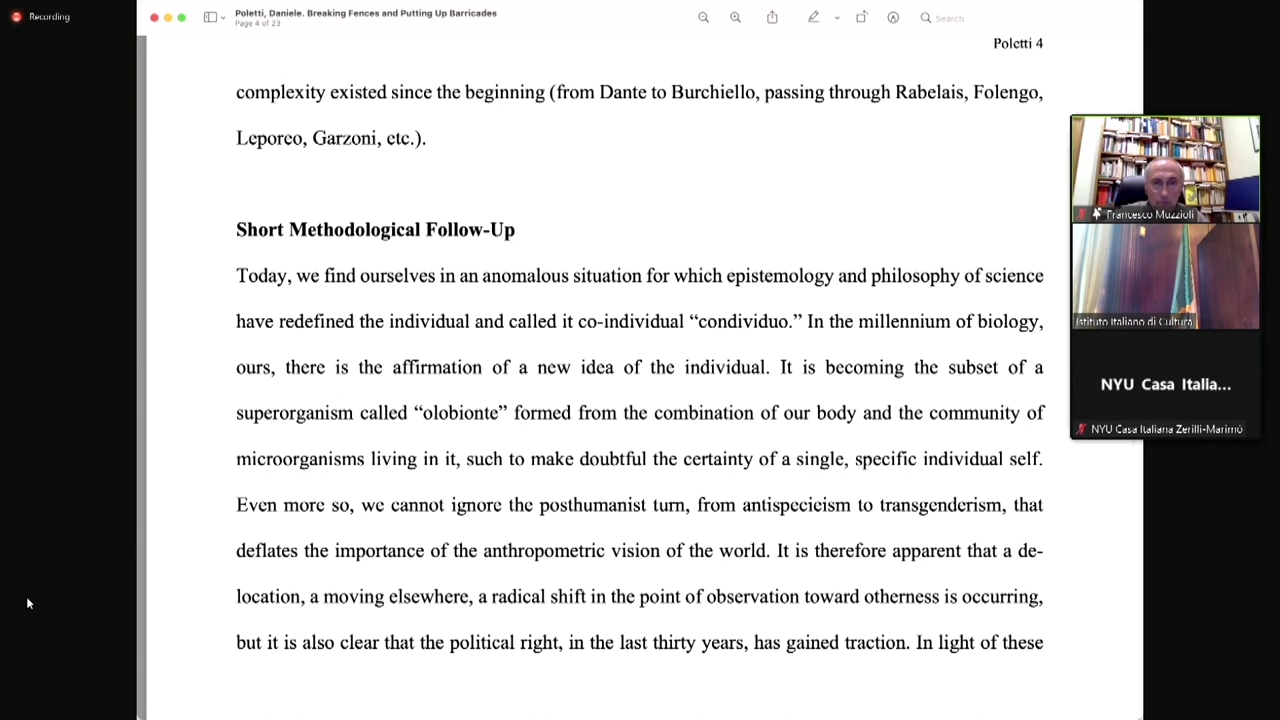 Recording
Poletti, Daniele. Breaking Fences and Putting Up Barricades
Page 4 of 23
Search
Poletti 4
complexity existed since the beginning (from Dante to Burchiello, passing through Rabelais, Folengo,
Leporeo, Garzoni, etc.).
Short Methodological Follow-Up
Today, we find ourselves in an anomalous situation for which epistemology and philosophy of science
have redefined the individual and called it co-individual “condividuo.” In the millennium of biology,
ours, there is the affirmation of a new idea of the individual. It is becoming the subset of a
superorganism called “olobionte” formed from the combination of our body and the community of
microorganisms living in it, such to make doubtful the certainty of a single, specific individual self.
Even more so, we cannot ignore the posthumanist turn, from antispecieism to transgenderism, that
deflates the importance of the anthropometric vision of the world. It is therefore apparent that a de-
location, a moving elsewhere, a radical shift in the point of observation toward otherness is occurring,
but it is also clear that the political right, in the last thirty years, has gained traction. In light of these
Francesco Muzzioli
Istituto Italiano di Cultura
NYU Casa Italia...
NYU Casa Italiana Zerilli-Marimò